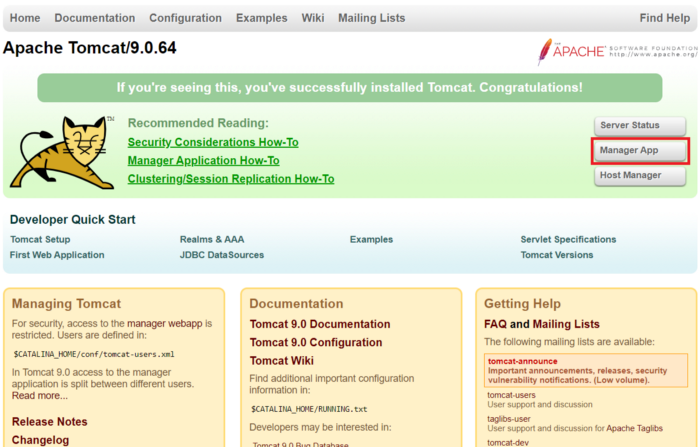 Home Documentation Configuration Examples Wiki Mailing Lists Find Help
Apache Tomcat/9.0.64
THE
APACHE SOFTWARE FOUNDATION
http://www.apache.org/
If you're seeing this, you've successfully installed Tomcat. Congratulations!
TM
Recommended Reading:
Security Considerations How-To
Manager Application How-To
Clustering/Session Replication How-To
Server Status
Manager App
Host Manager
Developer Quick Start
Tomcat Setup
First Web Application
Realms & AAA
JDBC DataSources
Examples
Servlet Specifications
Tomcat Versions
Managing Tomcat
For security, access to the manager webapp is
restricted. Users are defined in:
$CATALINA_HOME/conf/tomcat-users.xml
In Tomcat 9.0 access to the manager
application is split between different users.
Read more...
Release Notes
Changelog
Documentation
Tomcat 9.0 Documentation
Tomcat 9.0 Configuration
Tomcat Wiki
Find additional important configuration
information in:
$CATALINA_HOME/RUNNING.txt
Developers may be interested in:
Tomcat 9.0 Bug Database
Getting Help
FAQ and Mailing Lists
The following mailing lists are available:
tomcat-announce
Important announcements, releases, security
vulnerability notifications. (Low volume).
tomcat-users
User support and discussion
taglibs-user
User support and discussion for Apache Taglibs
tomcat-dev